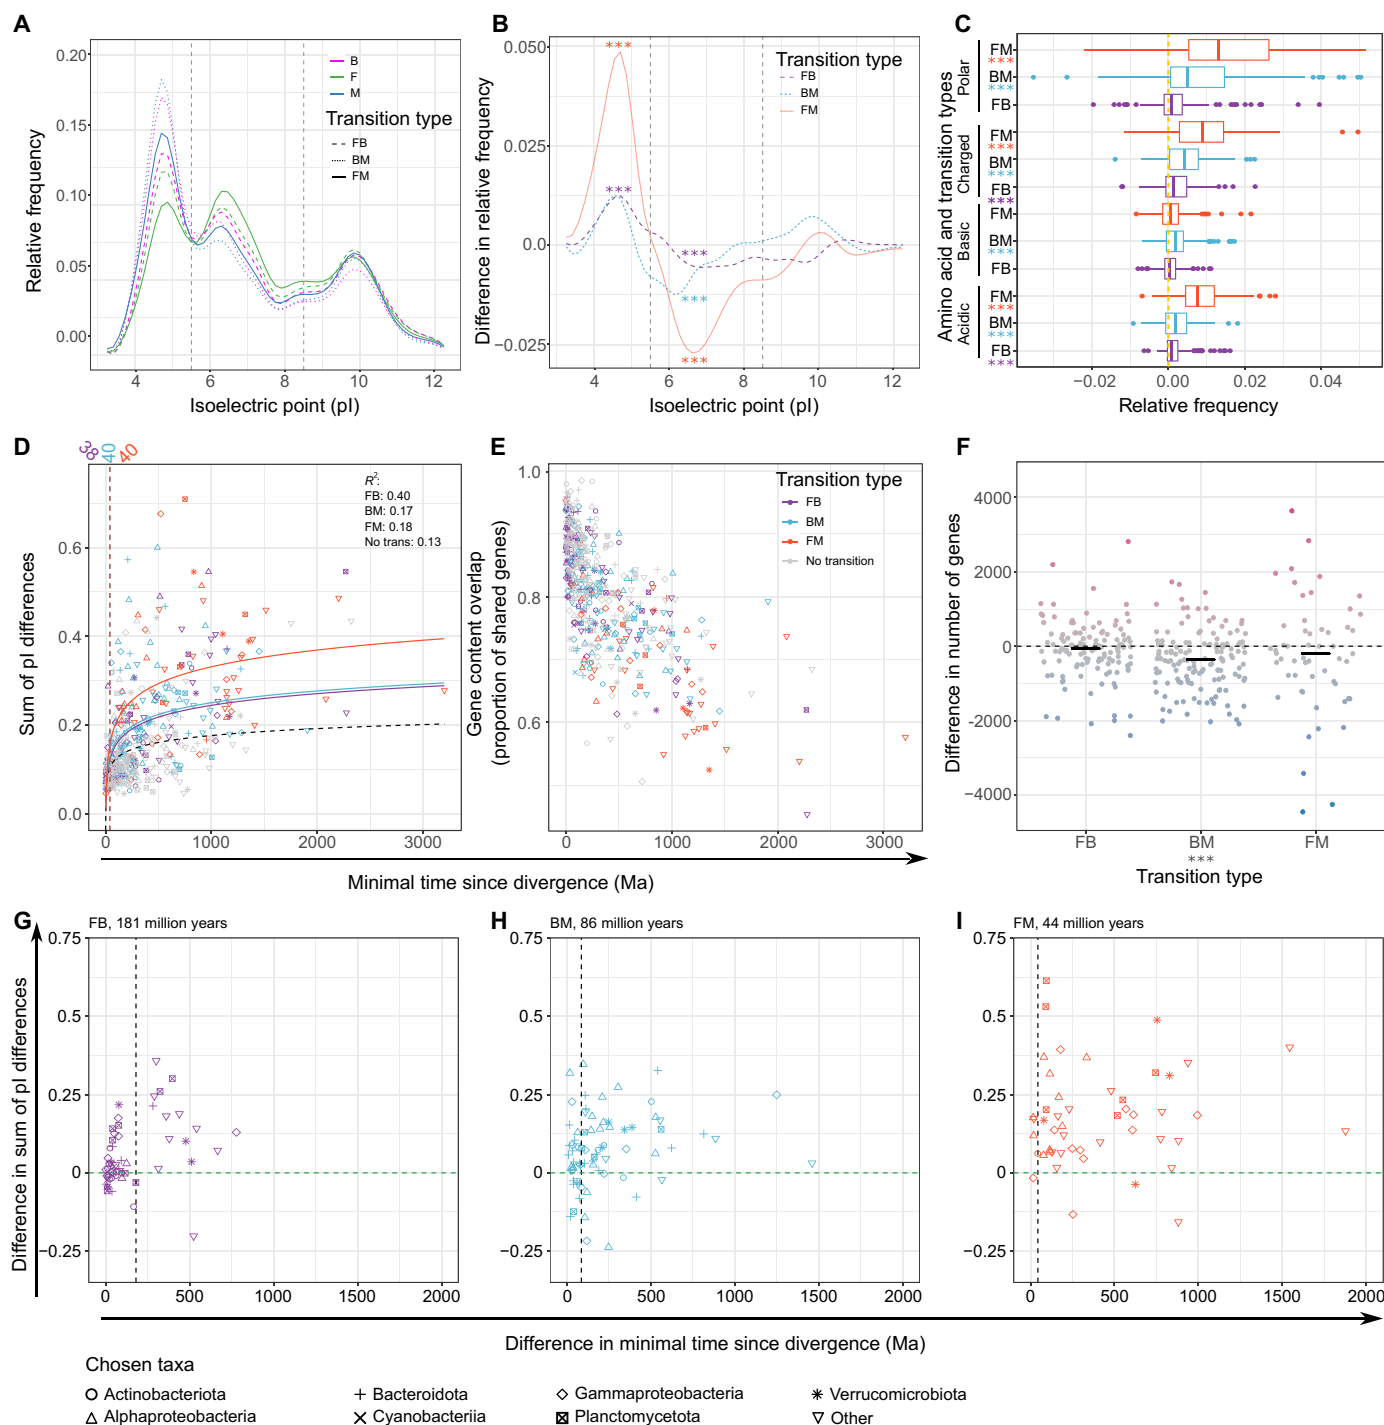 A
0.20
0.15
0.10
0.05
0.00
Relative frequency
B
F
M
Transition type
FB
BM
FM
4 6 8 10 12
Isoelectric point (pI)
B
0.050
0.025
0.0
−0.025
Difference in relative frequency
***
***
***
***
***
Transition type
FB
BM
FM
4 6 8 10 12
Isoelectric point (pI)
C
Amino acid and transition types
Polar
FM
***
BM
***
FB
Charged
FM
***
BM
***
FB
***
Basic
FM
BM
***
FB
Acidic
FM
***
BM
***
FB
***
−0.02 0.00 0.02 0.04
Relative frequency
D
38 40 40
R²:
FB: 0.40
BM: 0.17
FM: 0.18
No trans: 0.13
0.6
0.4
0.2
0.0
Sum of pI differences
0 1000 2000 3000
E
1.0
0.8
0.6
Gene content overlap
(proportion of shared genes)
Transition type
FB
BM
FM
No transition
0 1000 2000 3000
Minimal time since divergence (Ma)
F
4000
2000
0
−2000
−4000
Difference in number of genes
FB BM FM
***
Transition type
G
FB, 181 million years
0.75
0.5
0.25
0
−0.25
Difference in sum of pI differences
0 500 1000 1500 2000
H
BM, 86 million years
0.75
0.5
0.25
0
−0.25
0 500 1000 1500 2000
I
FM, 44 million years
0.75
0.5
0.25
0
−0.25
0 500 1000 1500 2000
Difference in minimal time since divergence (Ma)
Chosen taxa
Actinobacteriota
Bacteroidota
Gammaproteobacteria
Verrucomicrobiota
Alphaproteobacteria
Cyanobacteriia
Planctomycetota
Other